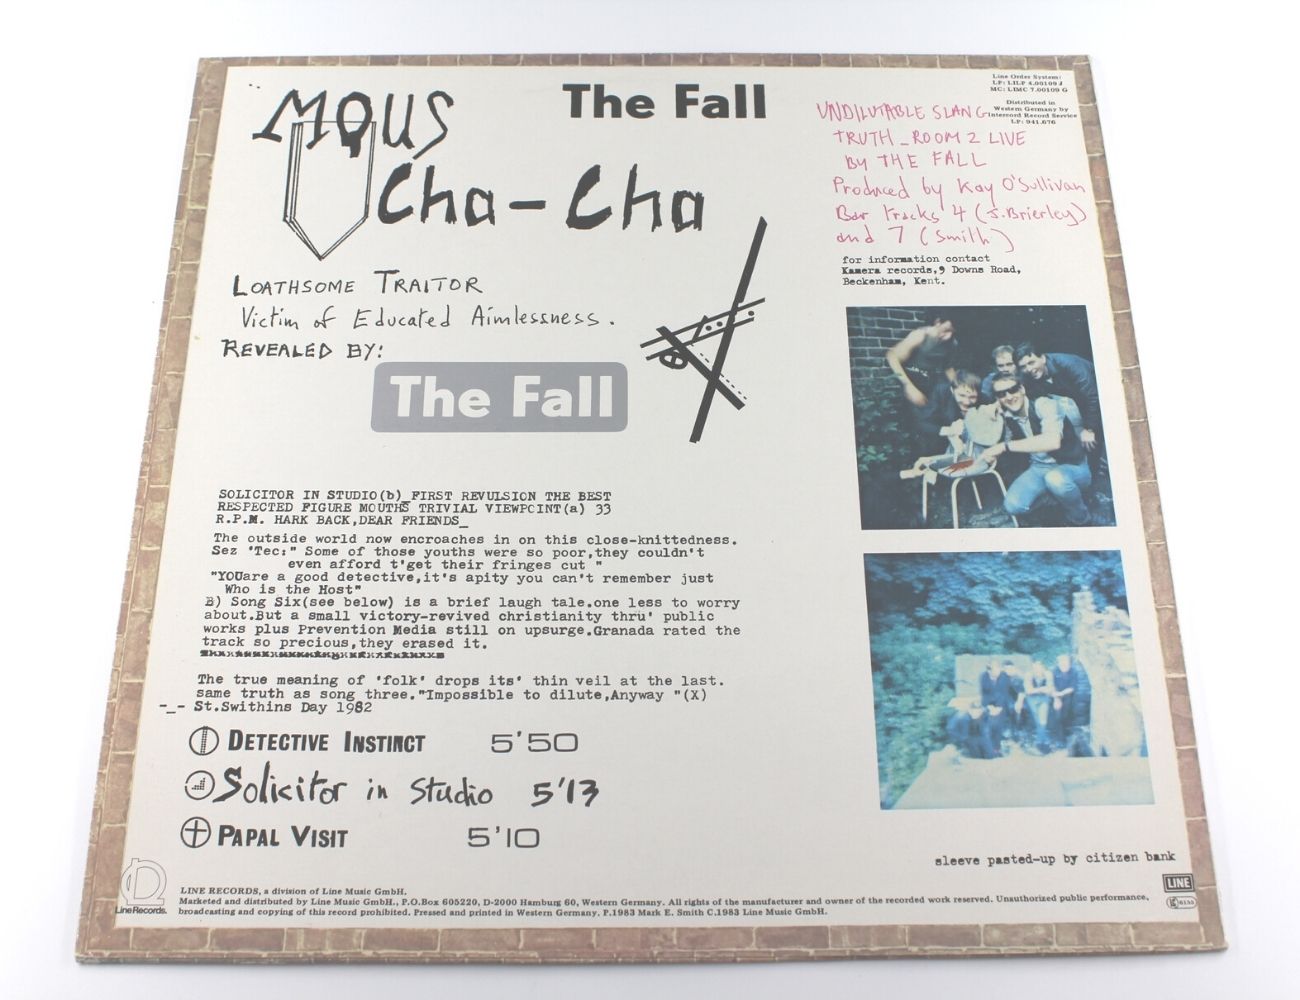 MQUS
Cha-Cha
The Fall
Line Order System:
LP: LILP 4.00109 J
MC: LIMC 7.00109 G
Distributed in
Western Germany by
Intercord Record Service
LP: 941.676
UNDILUTABLE SLANG
TRUTH_ROOM 2 LIVE
BY THE FALL
Produced by Kay O'Sullivan
Bar tracks 4 (J.Brierley)
and 7 (Smith)
for information contact
Kamera records,9 Downs Road,
Beckenham, Kent.
LOATHSOME TRAITOR
Victim of Educated Aimlessness.
REVEALED BY:
The Fall
SOLICITOR IN STUDIO(b)_FIRST REVULSION THE BEST
RESPECTED FIGURE MOUTHS TRIVIAL VIEWPOINT(a) 33
R.P.M. HARK BACK,DEAR FRIENDS_
The outside world now encroaches in on this close-knittedness.
Sez 'Tec:" Some of those youths were so poor,they couldn't
even afford t'get their fringes cut "
"YOUare a good detective,it's apity you can't remember just
Who is the Host"
B) Song Six(see below) is a brief laugh tale.one less to worry
about.But a small victory-revived christianity thru' public
works plus Prevention Media still on upsurge.Granada rated the
track so precious,they erased it.
The true meaning of 'folk' drops its' thin veil at the last.
same truth as song three."Impossible to dilute,Anyway "(X)
-_- St.Swithins Day 1982
DETECTIVE INSTINCT 5'50
Solicitor in Studio 5'13
PAPAL VISIT 5'10
sleeve pasted-up by citizen bank
Line Records.
LINE RECORDS, a division of Line Music GmbH.
Marketed and distributed by Line Music GmbH., P.O.Box 605220, D-2000 Hamburg 60, Western Germany. All rights of the manufacturer and owner of the recorded work reserved. Unauthorized public performance,
broadcasting and copying of this record prohibited. Pressed and printed in Western Germany. P.1983 Mark E. Smith C.1983 Line Music GmbH.
LINE